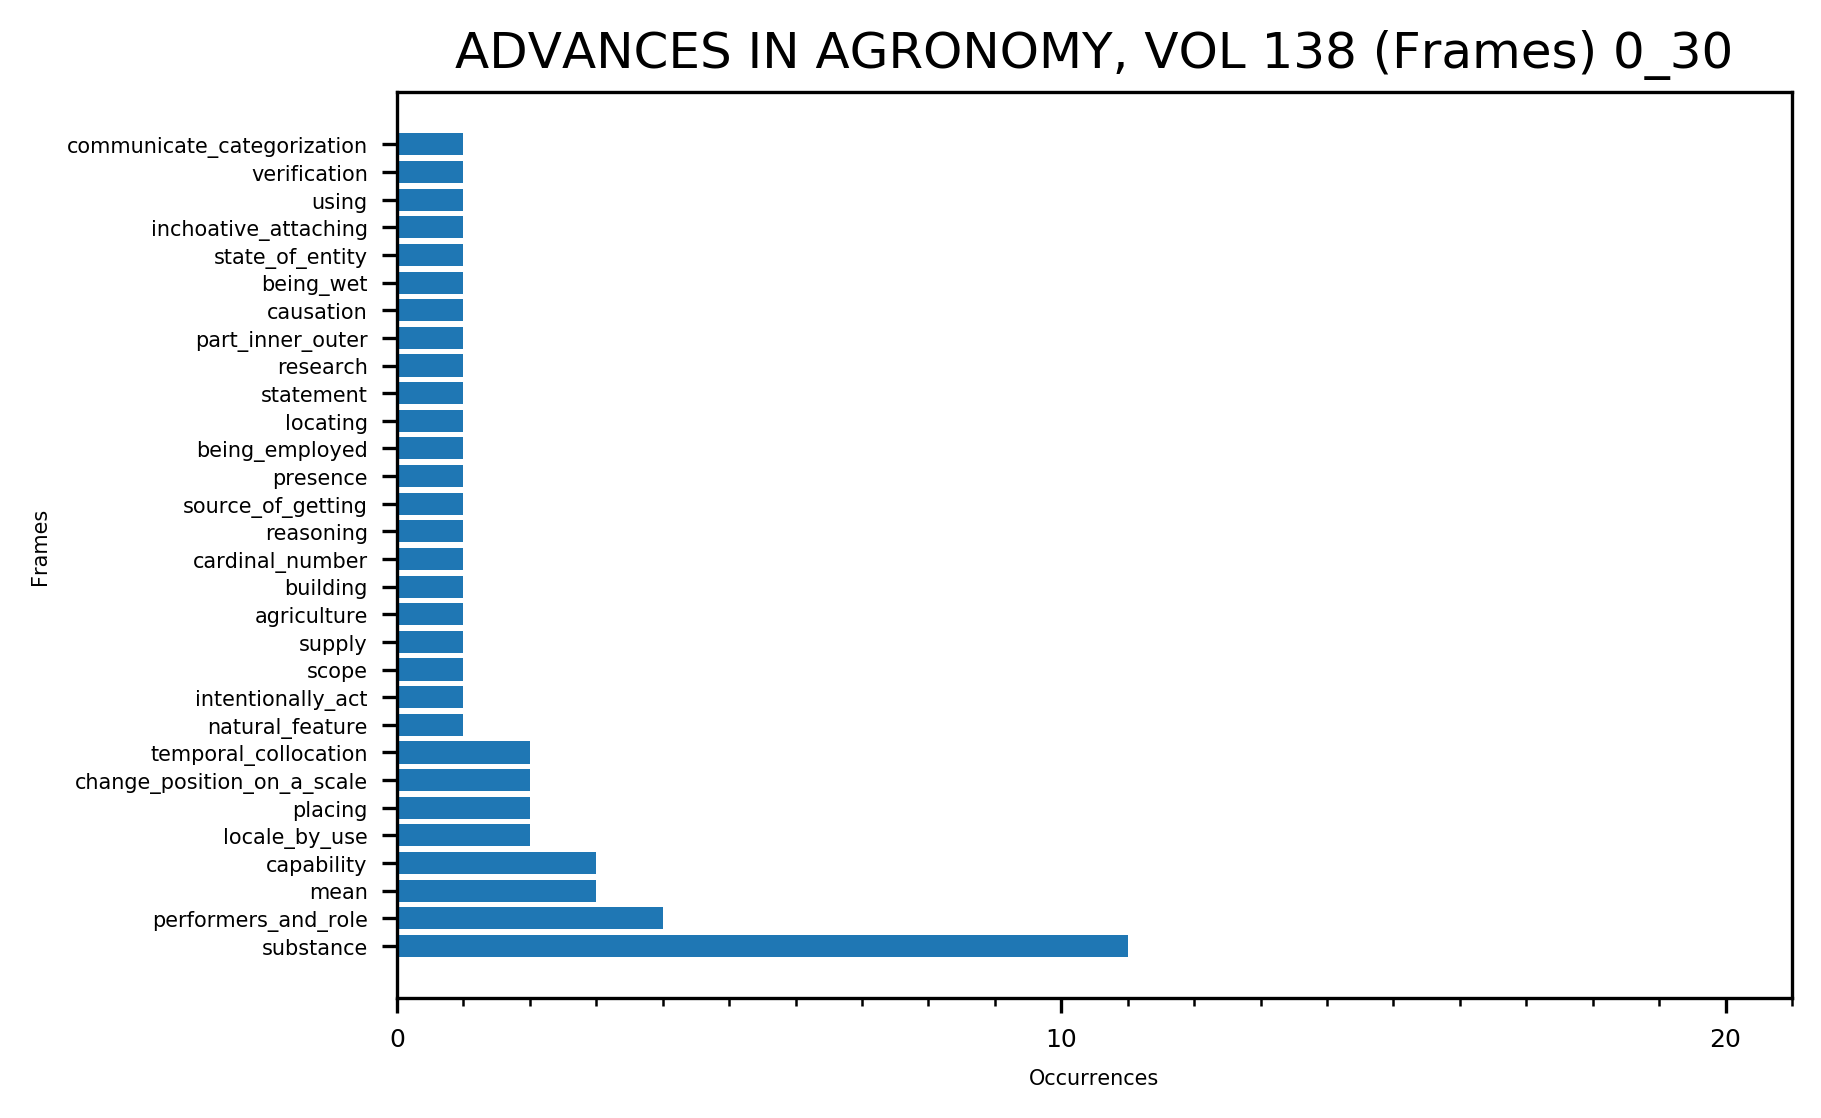 ADVANCES IN AGRONOMY, VOL 138 (Frames) 0_30
communicate_categorization
verification
using
inchoative_attaching
state_of_entity
being_wet
causation
part_inner_outer
research
statement
locating
being_employed
presence
source_of_getting
reasoning
cardinal_number
building
agriculture
supply
scope
intentionally_act
natural_feature
temporal_collocation
change_position_on_a_scale
placing
locale_by_use
capability
mean
performers_and_role
substance
Frames
0 10 20
Occurrences